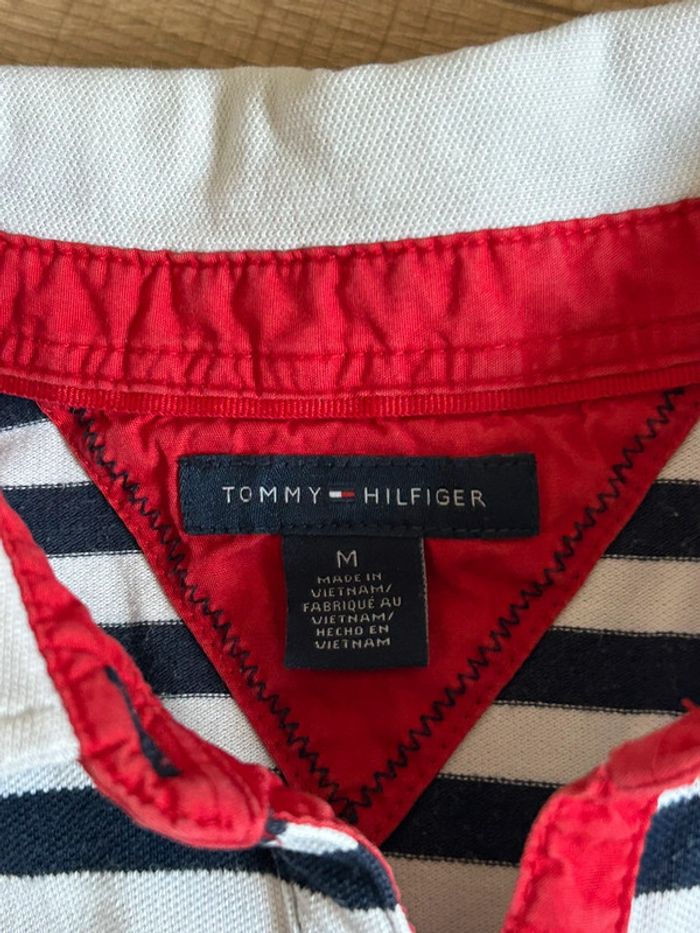 TOMMY HILFIGER
M
MADE IN
VIETNAM/
FABRIQUÉ AU
VIETNAM/
HECHO EN
VIETNAM